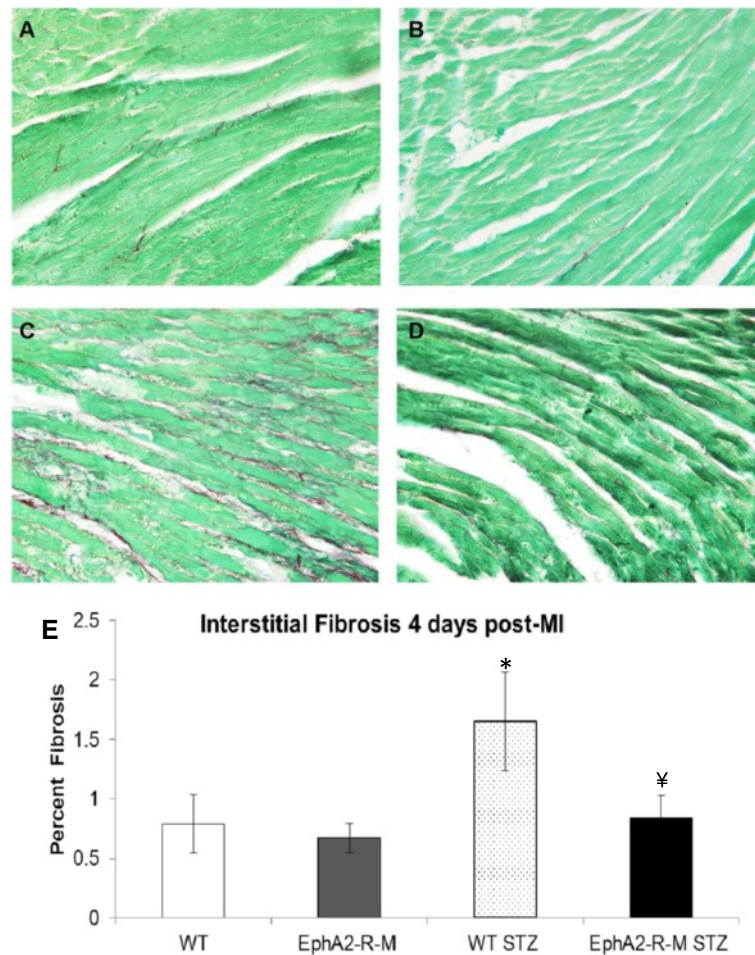 A
B
C
D
E
Interstitial Fibrosis 4 days post-MI
Percent Fibrosis
2.5
2
1.5
1
0.5
0
*
¥
WT
EphA2-R-M
WT STZ
EphA2-R-M STZ